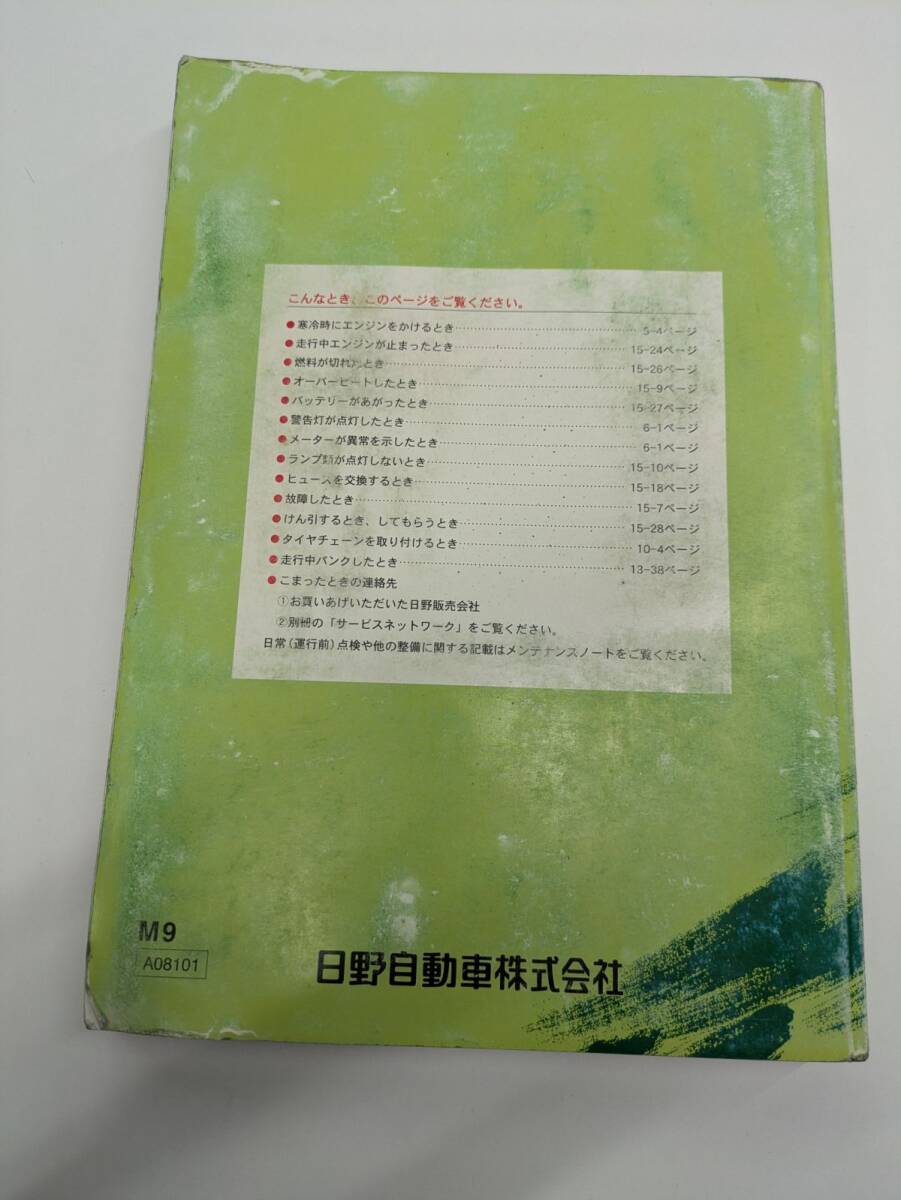 こんなとき、このページをご覧ください。
●寒冷時にエンジンをかけるとき……5-4ページ
●走行中エンジンが止まったとき……15-24ページ
●燃料が切れたとき……15-26ページ
●オーバーヒートしたとき……15-9ページ
●バッテリーがあがったとき……15-27ページ
●警告灯が点灯したとき……6-1ページ
●メーターが異常を示したとき……6-1ページ
●ランプ類が点灯しないとき……15-10ページ
●ヒューズを交換するとき……15-18ページ
●故障したとき……15-7ページ
●けん引するとき、してもらうとき……15-28ページ
●タイヤチェーンを取り付けるとき……10-4ページ
●走行中パンクしたとき……13-38ページ
●こまったときの連絡先
①お買いあげいただいた日野販売会社
②別冊の「サービスネットワーク」をご覧ください。
日常(運行前)点検や他の整備に関する記載はメンテナンスノートをご覧ください。
M9
A08101
日野自動車株式会社